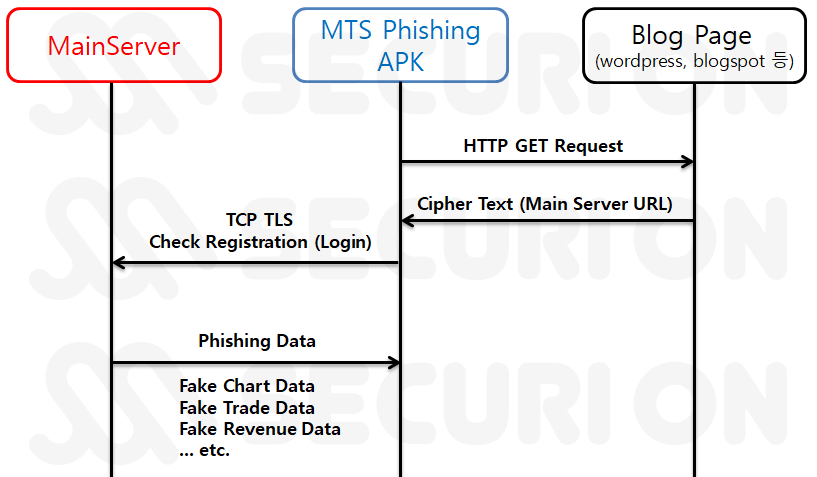 MainServer
MTS Phishing
APK
Blog Page
(wordpress, blogspot 등)
HTTP GET Request
Cipher Text (Main Server URL)
TCP TLS
Check Registration (Login)
Phishing Data
Fake Chart Data
Fake Trade Data
Fake Revenue Data
... etc.
SECURION
SECURION
SECURION